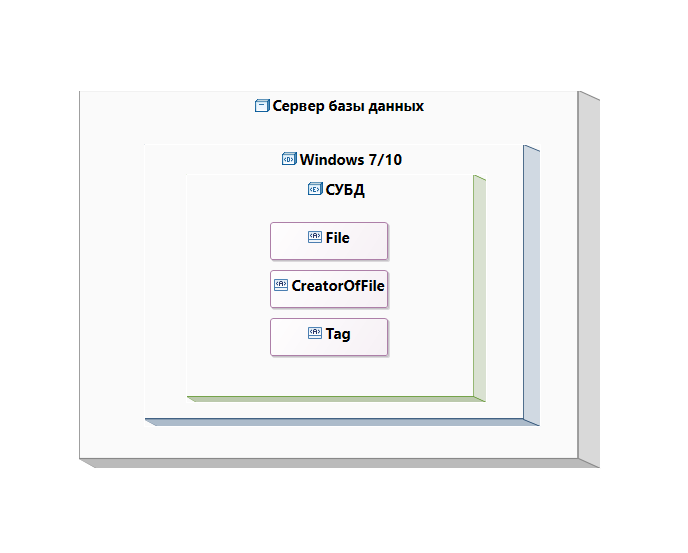 Сервер базы данных
Windows 7/10
СУБД
File
CreatorOfFile
Tag